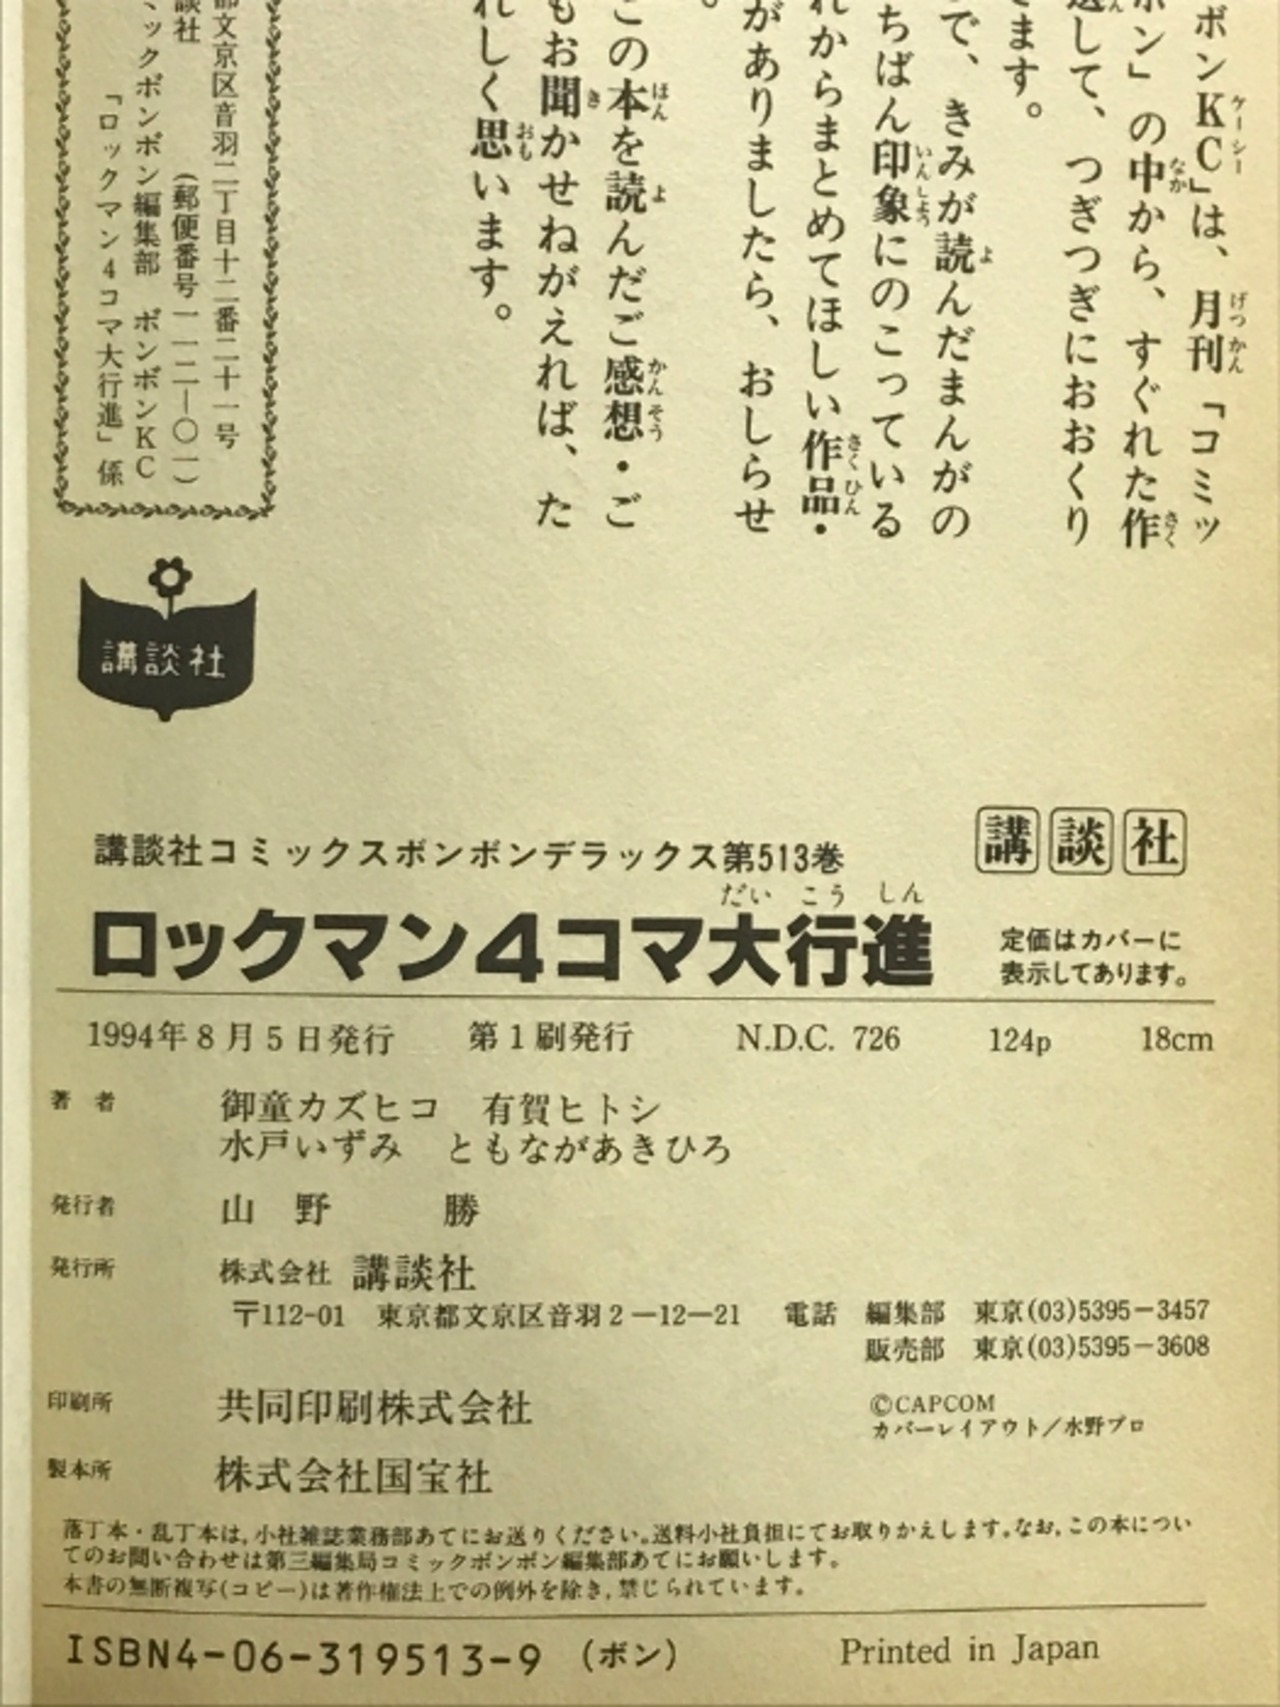 ボンKC」は、月刊「コミッ
ボン」の中から、すぐれた作
して、つぎつぎにおおくり
ます。
で、きみが読んだまんがの
ちばん印象にのこっている
れからまとめてほしい作品・
がありましたら、おしらせ
。
この本を読んだご感想・ご
もお聞かせねがえれば、た
れしく思います。
都文京区音羽二丁目十二番二十一号
談社 (郵便番号一一二―〇一)
ミックボンボン編集部 ボンボンKC
「ロックマン4コマ大行進」係
講談社
講談社コミックスボンボンデラックス第513巻
講談社
だいこうしん
ロックマン4コマ大行進
定価はカバーに
表示してあります。
1994年8月5日発行 第1刷発行 N.D.C. 726 124p 18cm
著者 御童カズヒコ 有賀ヒトシ
水戸いずみ ともながあきひろ
発行者 山野 勝
発行所 株式会社 講談社
〒112-01 東京都文京区音羽2―12―21 電話 編集部 東京(03)5395―3457
販売部 東京(03)5395―3608
印刷所 共同印刷株式会社
©CAPCOM
カバーレイアウト/水野プロ
製本所 株式会社国宝社
落丁本・乱丁本は,小社雑誌業務部あてにお送りください。送料小社負担にてお取りかえします。なお,この本につい
てのお問い合わせは第三編集局コミックボンボン編集部あてにお願いします。
本書の無断複写(コピー)は著作権法上での例外を除き,禁じられています。
ISBN4-06-319513-9 (ボン) Printed in Japan